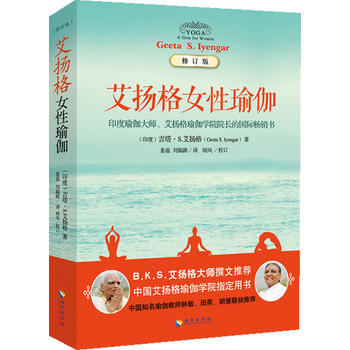 （修订版）
艾扬格女性瑜伽
（印度）吉塔·S.艾扬格 著
YOGA
A Gem for Women
Geeta S. Iyengar
修订版
艾扬格女性瑜伽
印度瑜伽大师、艾扬格瑜伽学院院长的国际畅销书
（印度）吉塔·S.艾扬格（Geeta S. Iyengar）著
B.K.S.艾扬格大师撰文推荐
中国艾扬格瑜伽学院指定用书
中国知名瑜伽教师林敏、田燕、胡慧联袂推荐